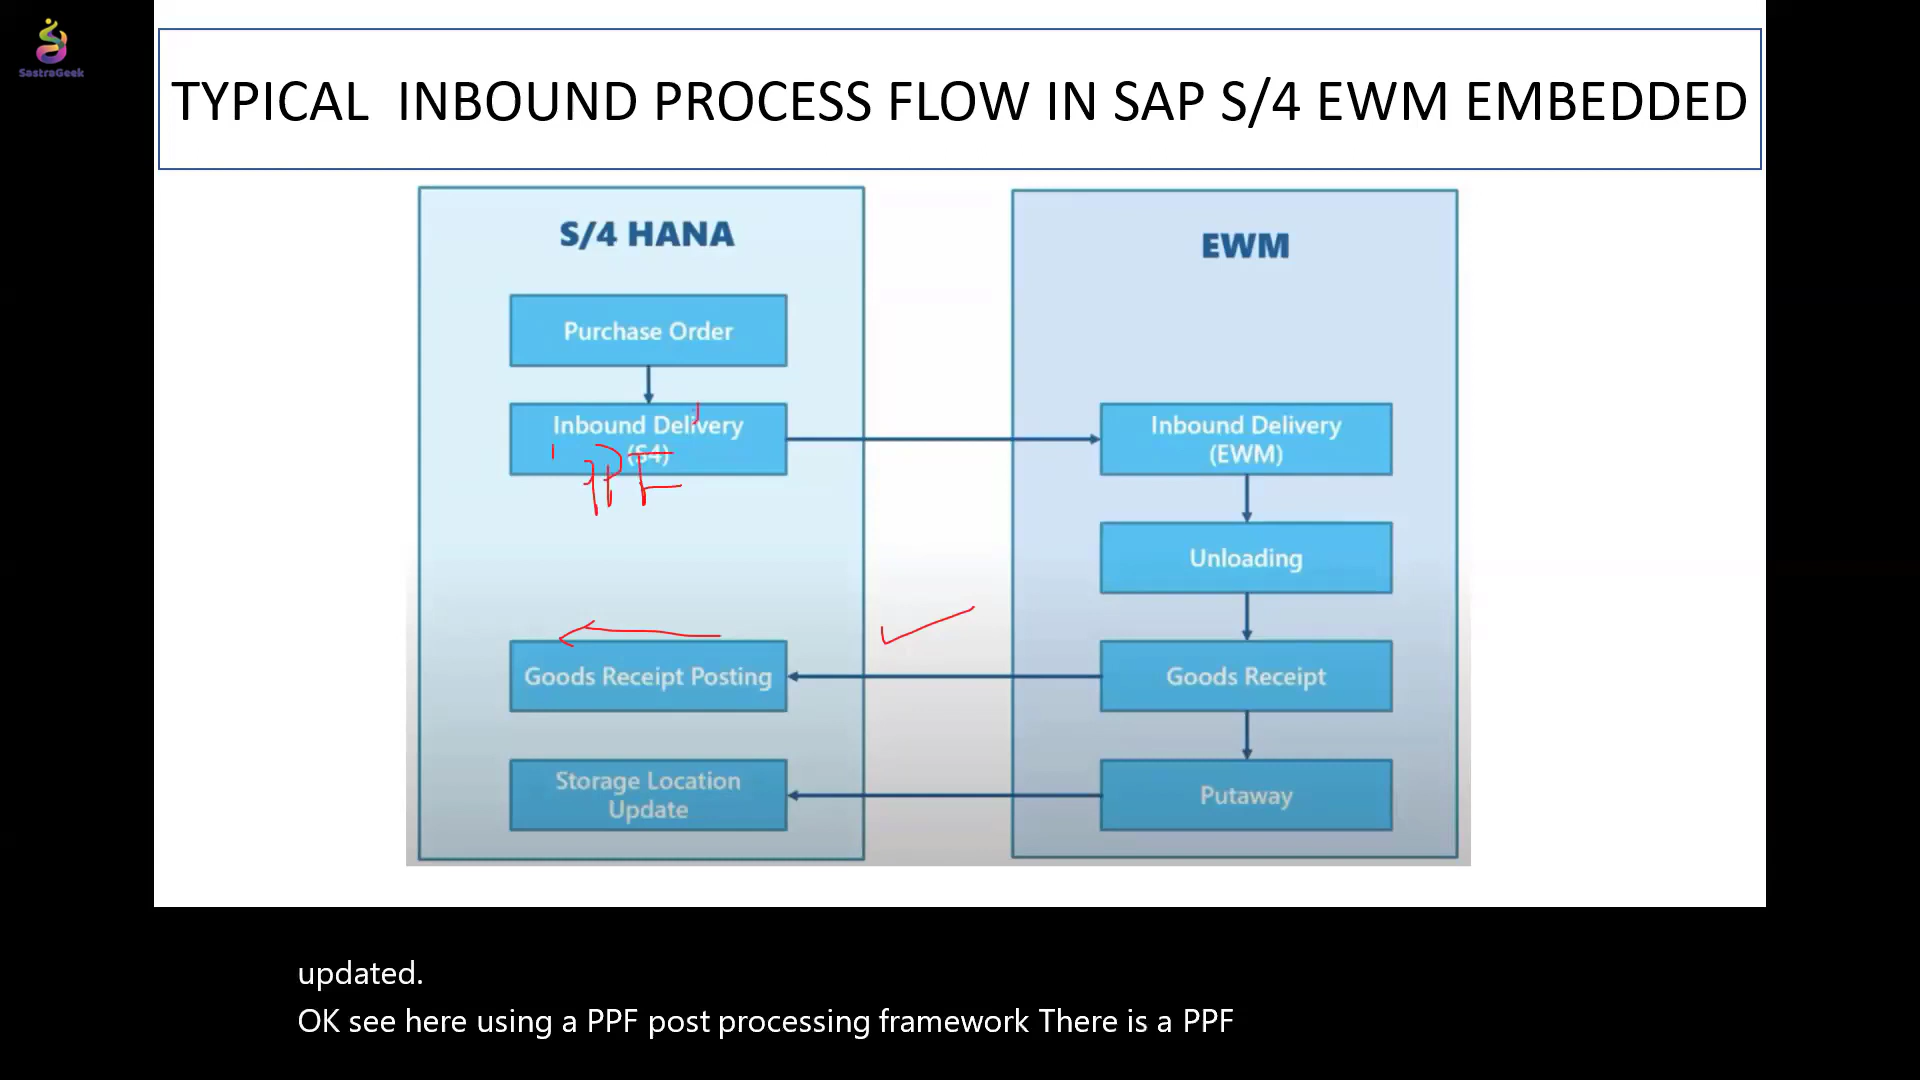 SastraGeek
TYPICAL INBOUND PROCESS FLOW IN SAP S/4 EWM EMBEDDED
S/4 HANA
Purchase Order
Inbound Delivery
(S4)
PPF
Goods Receipt Posting
Storage Location
Update
EWM
Inbound Delivery
(EWM)
Unloading
Goods Receipt
Putaway
updated.
OK see here using a PPF post processing framework There is a PPF